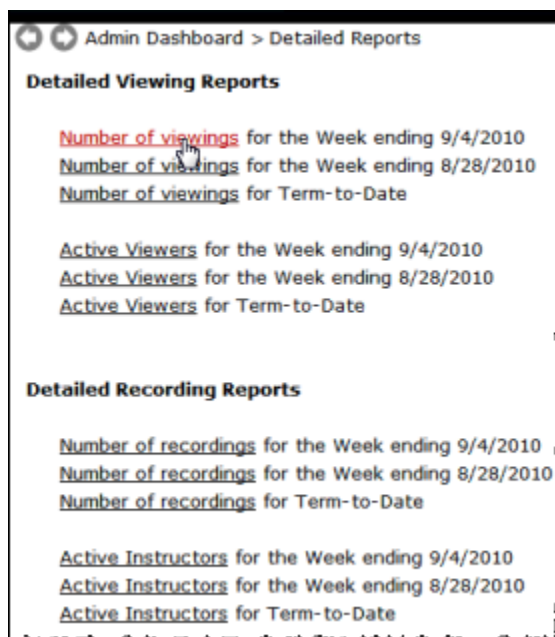 Admin Dashboard > Detailed Reports
Detailed Viewing Reports
Number of viewings for the Week ending 9/4/2010
Number of viewings for the Week ending 8/28/2010
Number of viewings for Term-to-Date
Active Viewers for the Week ending 9/4/2010
Active Viewers for the Week ending 8/28/2010
Active Viewers for Term-to-Date
Detailed Recording Reports
Number of recordings for the Week ending 9/4/2010
Number of recordings for the Week ending 8/28/2010
Number of recordings for Term-to-Date
Active Instructors for the Week ending 9/4/2010
Active Instructors for the Week ending 8/28/2010
Active Instructors for Term-to-Date